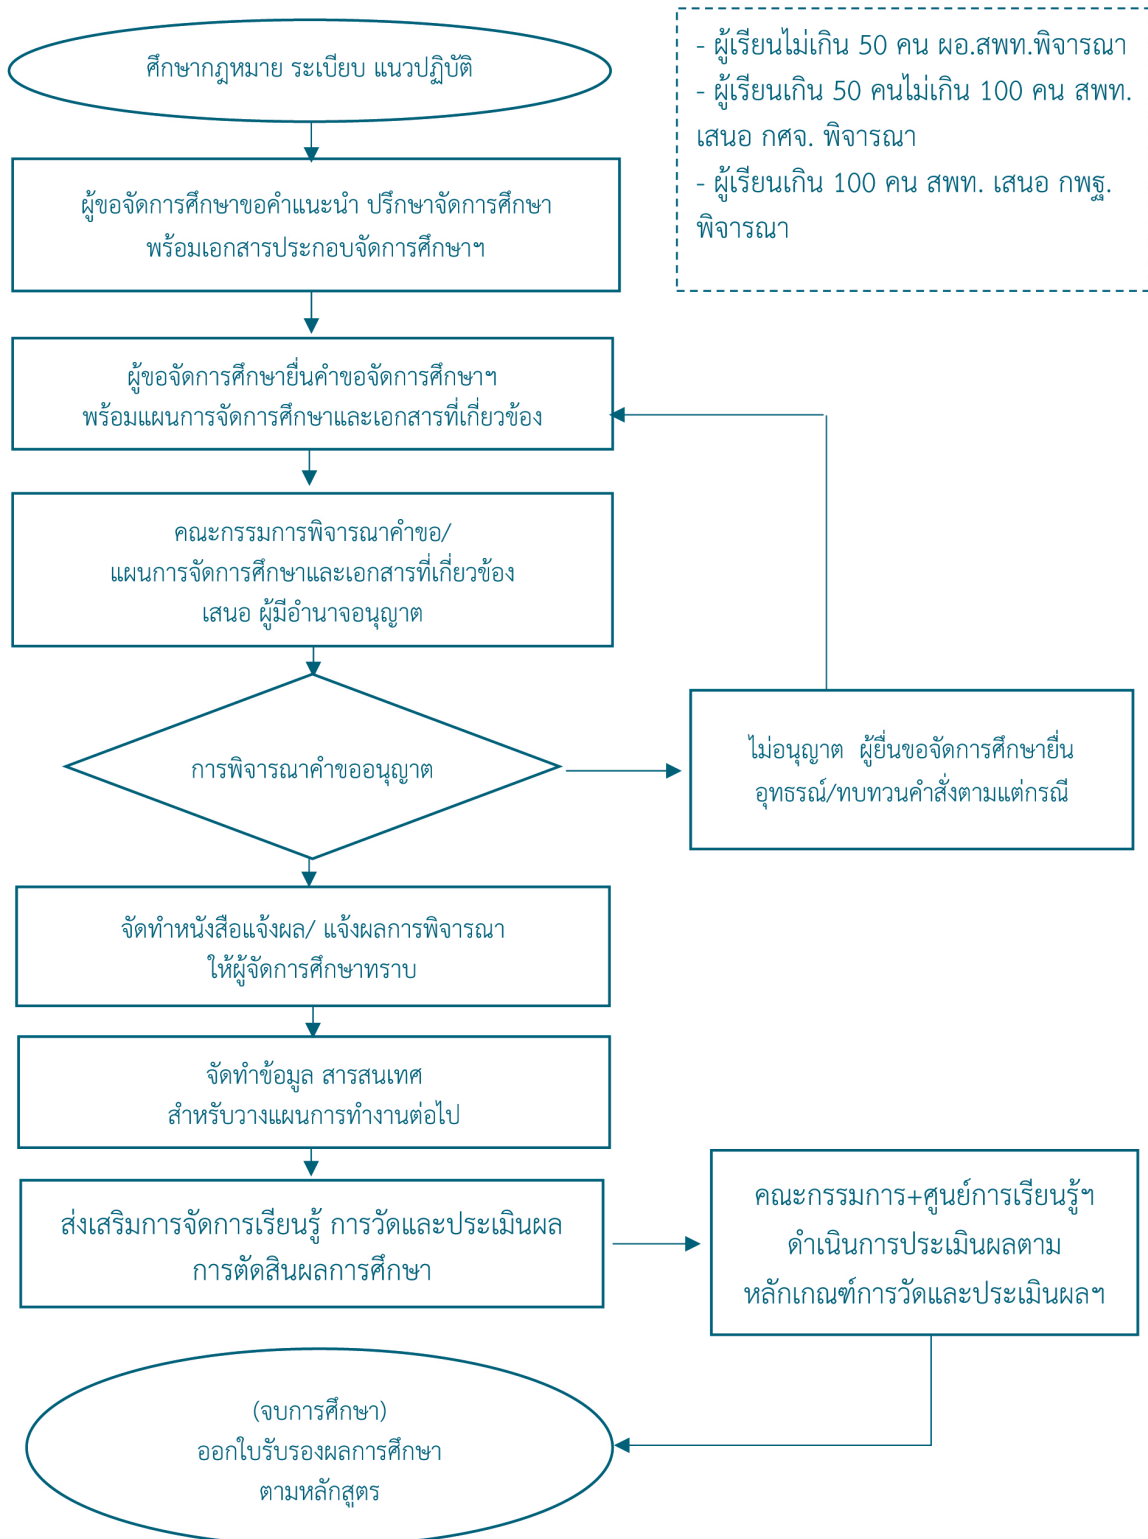 ศึกษากฎหมาย ระเบียบ แนวปฏิบัติ
- ผู้เรียนไม่เกิน 50 คน ผอ.สพท.พิจารณา
- ผู้เรียนเกิน 50 คนไม่เกิน 100 คน สพท.
เสนอ กศจ. พิจารณา
- ผู้เรียนเกิน 100 คน สพท. เสนอ กพฐ.
พิจารณา
ผู้ขอจัดการศึกษาขอคำแนะนำ ปรึกษาจัดการศึกษา
พร้อมเอกสารประกอบจัดการศึกษาฯ
ผู้ขอจัดการศึกษายื่นคำขอจัดการศึกษาฯ
พร้อมแผนการจัดการศึกษาและเอกสารที่เกี่ยวข้อง
คณะกรรมการพิจารณาคำขอ/
แผนการจัดการศึกษาและเอกสารที่เกี่ยวข้อง
เสนอ ผู้มีอำนาจอนุญาต
การพิจารณาคำขออนุญาต
ไม่อนุญาต ผู้ยื่นขอจัดการศึกษายื่น
อุทธรณ์/ทบทวนคำสั่งตามแต่กรณี
จัดทำหนังสือแจ้งผล/ แจ้งผลการพิจารณา
ให้ผู้จัดการศึกษาทราบ
จัดทำข้อมูล สารสนเทศ
สำหรับวางแผนการทำงานต่อไป
ส่งเสริมการจัดการเรียนรู้ การวัดและประเมินผล
การตัดสินผลการศึกษา
คณะกรรมการ+ศูนย์การเรียนรู้ฯ
ดำเนินการประเมินผลตาม
หลักเกณฑ์การวัดและประเมินผลฯ
(จบการศึกษา)
ออกใบรับรองผลการศึกษา
ตามหลักสูตร